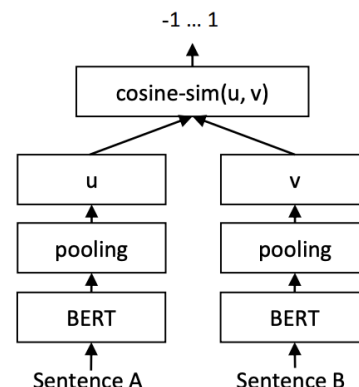 -1 … 1
cosine-sim(u, v)
u
v
pooling
pooling
BERT
BERT
Sentence A
Sentence B